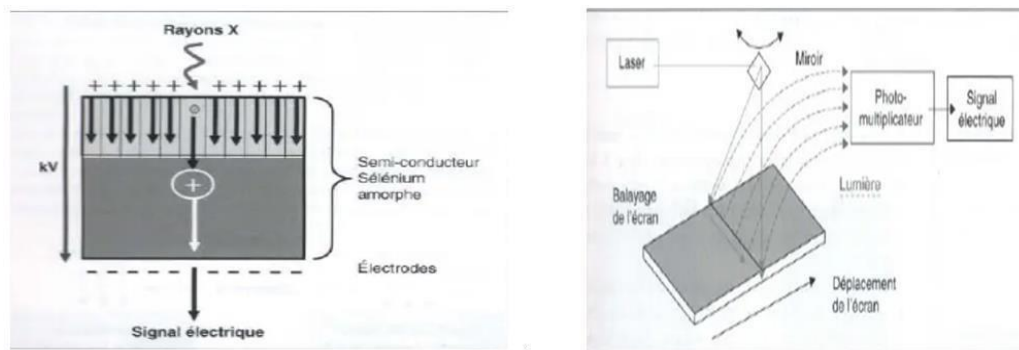 Rayons X
+ + + + + + + + + + +
kV
+
Semi-conducteur
Sélénium
amorphe
Électrodes
Signal électrique
Laser
Miroir
Photo-
multiplicateur
Signal
électrique
Lumière
Balayage
de l'écran
Déplacement
de l'écran